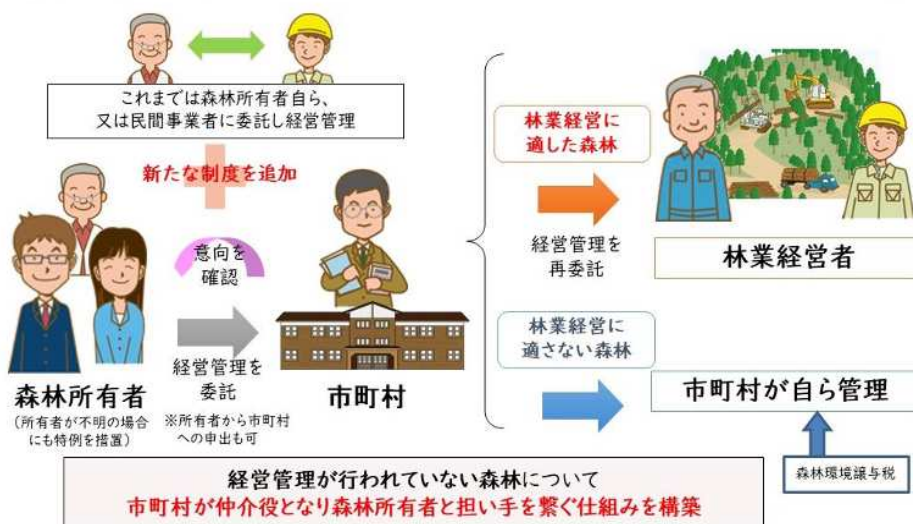 これまでは森林所有者自ら、
又は民間事業者に委託し経営管理
新たな制度を追加
意向を
確認
経営管理を
委託
※所有者から市町村
への申出も可
森林所有者
（所有者が不明の場合
にも特例を措置）
市町村
林業経営に
適した森林
経営管理を
再委託
林業経営者
林業経営に
適さない森林
市町村が自ら管理
森林環境譲与税
経営管理が行われていない森林について
市町村が仲介役となり森林所有者と担い手を繋ぐ仕組みを構築